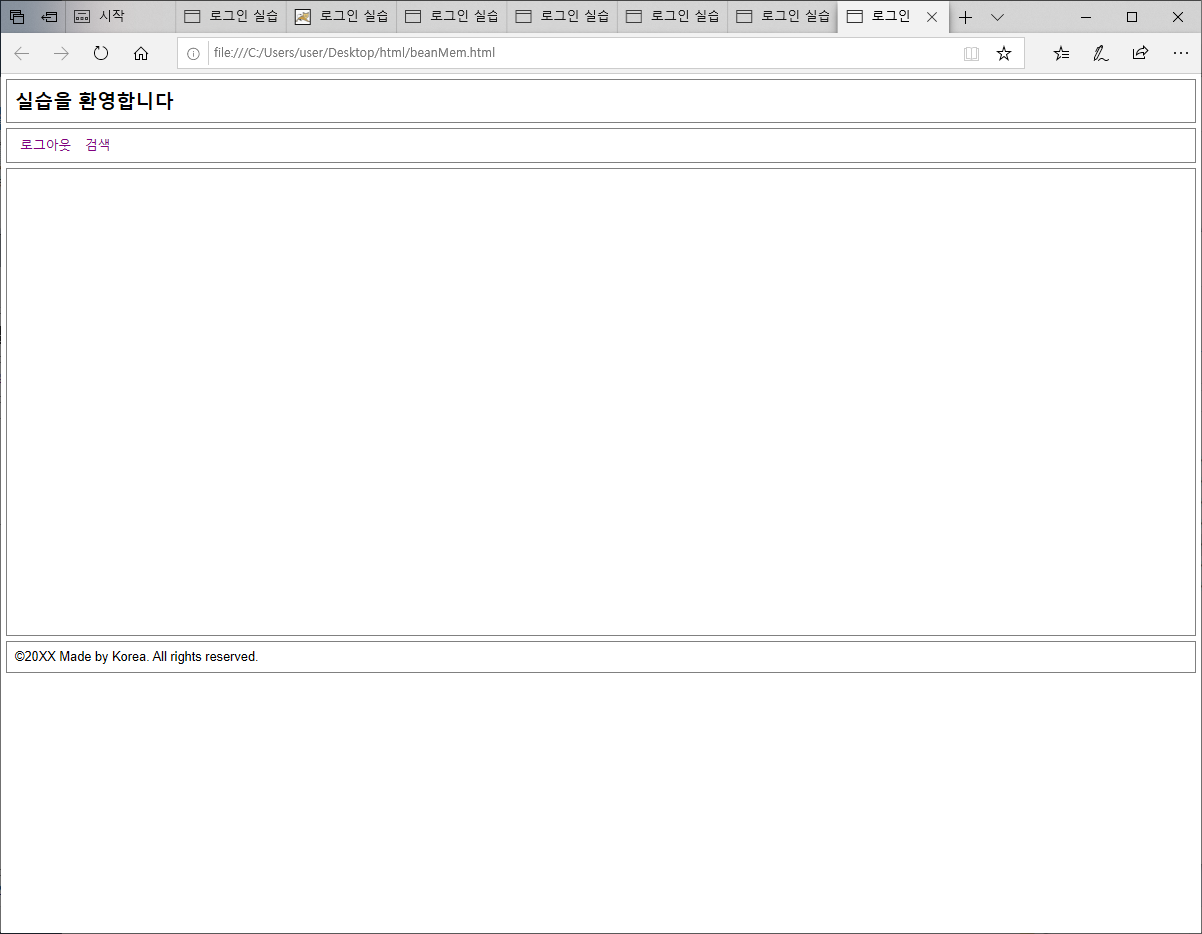 시작 로그인 실습 로그인 실습 로그인 실습 로그인 실습 로그인 실습 로그인 실습 로그인
file:///C:/Users/user/Desktop/html/beanMem.html
실습을 환영합니다
로그아웃 검색
©20XX Made by Korea. All rights reserved.